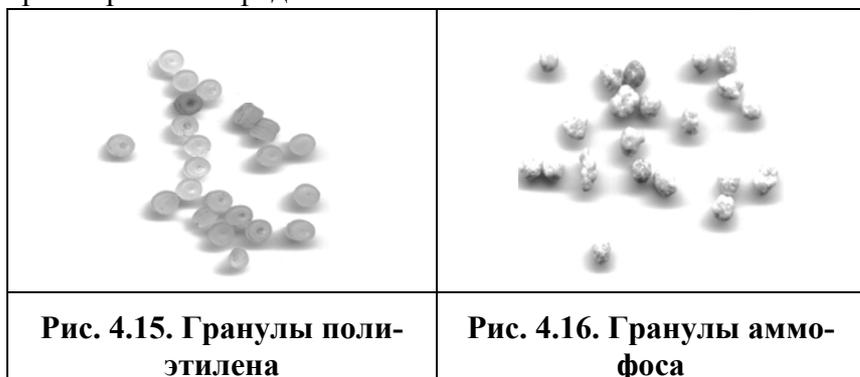 Рис. 4.15. Гранулы поли-
этилена
Рис. 4.16. Гранулы аммо-
фоса